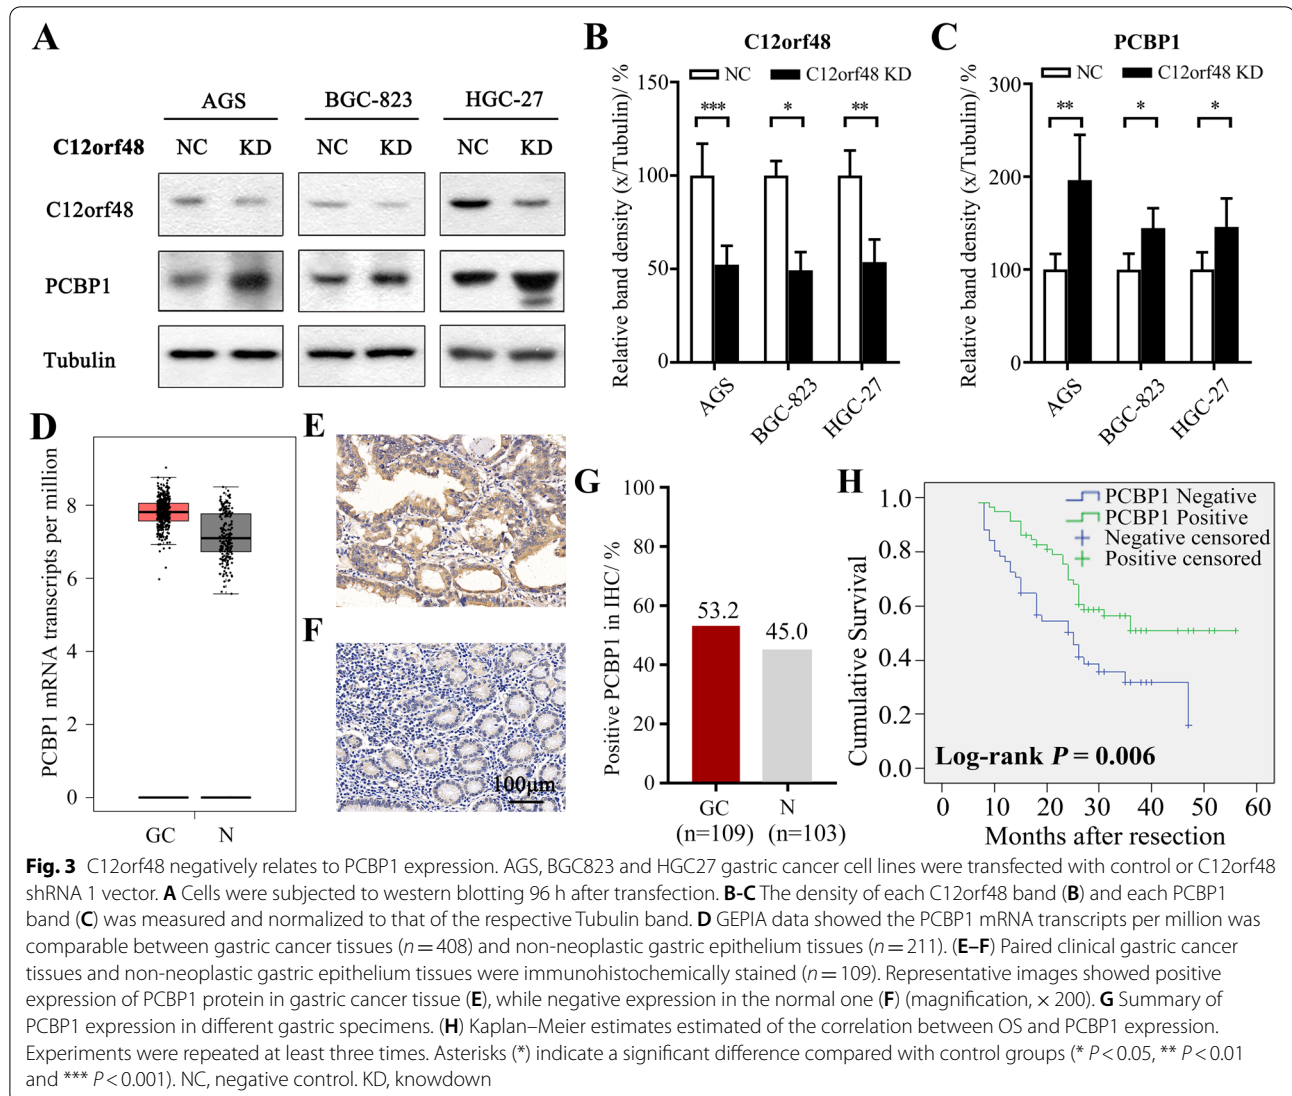 A
AGS BGC-823 HGC-27
C12orf48 NC KD NC KD NC KD
C12orf48
PCBP1
Tubulin
B
C12orf48
NC C12orf48 KD
Relative band density (x/Tubulin)/ %
150
100
50
0
*** * **
AGS BGC-823 HGC-27
C
PCBP1
NC C12orf48 KD
Relative band density (x/Tubulin)/ %
300
200
100
0
** * *
AGS BGC-823 HGC-27
D
PCBP1 mRNA transcripts per million
8
6
4
2
0
GC N
E
F
100μm
G
Positive PCBP1 in IHC/ %
100
80
60
40
20
0
53.2
45.0
GC N
(n=109) (n=103)
H
Cumulative Survival
1.0
0.8
0.6
0.4
0.2
0.0
PCBP1 Negative
PCBP1 Positive
Negative censored
Positive censored
Log-rank P = 0.006
0 10 20 30 40 50 60
Months after resection
Fig. 3 C12orf48 negatively relates to PCBP1 expression. AGS, BGC823 and HGC27 gastric cancer cell lines were transfected with control or C12orf48
shRNA 1 vector. A Cells were subjected to western blotting 96 h after transfection. B-C The density of each C12orf48 band (B) and each PCBP1
band (C) was measured and normalized to that of the respective Tubulin band. D GEPIA data showed the PCBP1 mRNA transcripts per million was
comparable between gastric cancer tissues (n = 408) and non-neoplastic gastric epithelium tissues (n = 211). (E–F) Paired clinical gastric cancer
tissues and non-neoplastic gastric epithelium tissues were immunohistochemically stained (n = 109). Representative images showed positive
expression of PCBP1 protein in gastric cancer tissue (E), while negative expression in the normal one (F) (magnification, × 200). G Summary of
PCBP1 expression in different gastric specimens. (H) Kaplan–Meier estimates estimated of the correlation between OS and PCBP1 expression.
Experiments were repeated at least three times. Asterisks (*) indicate a significant difference compared with control groups (* P < 0.05, ** P < 0.01
and *** P < 0.001). NC, negative control. KD, knowdown